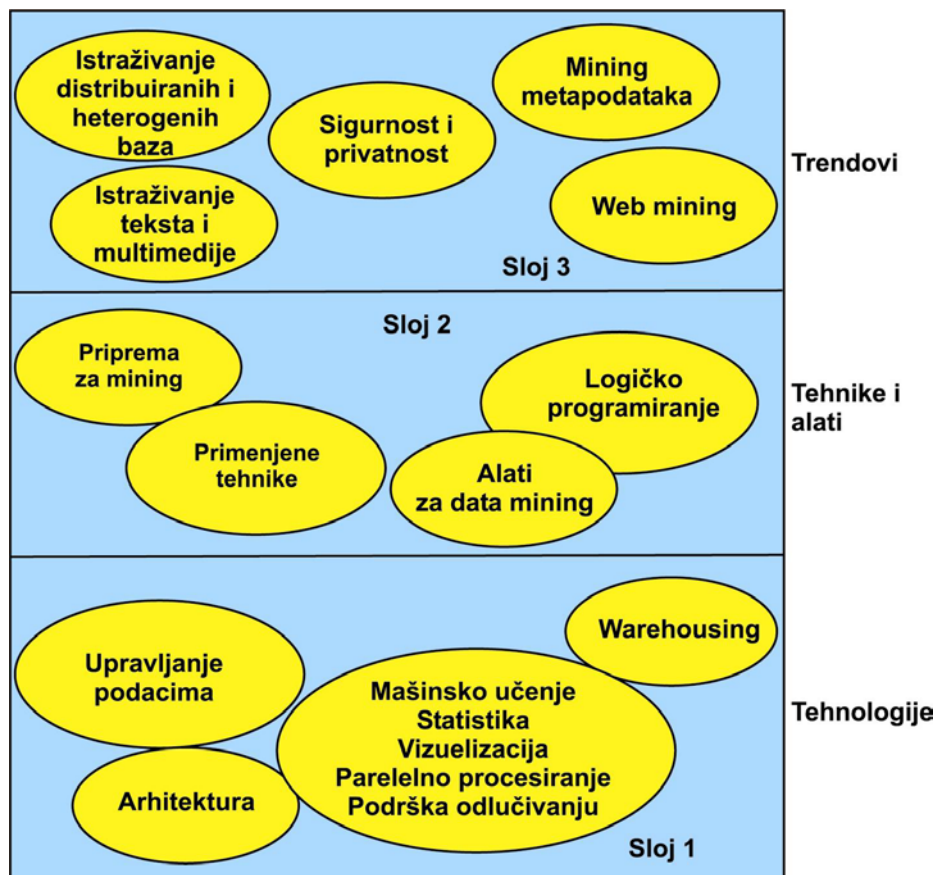 Istraživanje
distribuiranih i
heterogenih
baza
Sigurnost i
privatnost
Mining
metapodataka
Trendovi
Istraživanje
teksta i
multimedije
Web mining
Sloj 3
Sloj 2
Priprema
za mining
Logičko
programiranje
Tehnike i
alati
Primenjene
tehnike
Alati
za data mining
Warehousing
Upravljanje
podacima
Mašinsko učenje
Statistika
Vizuelizacija
Parelelno procesiranje
Podrška odlučivanju
Tehnologije
Arhitektura
Sloj 1